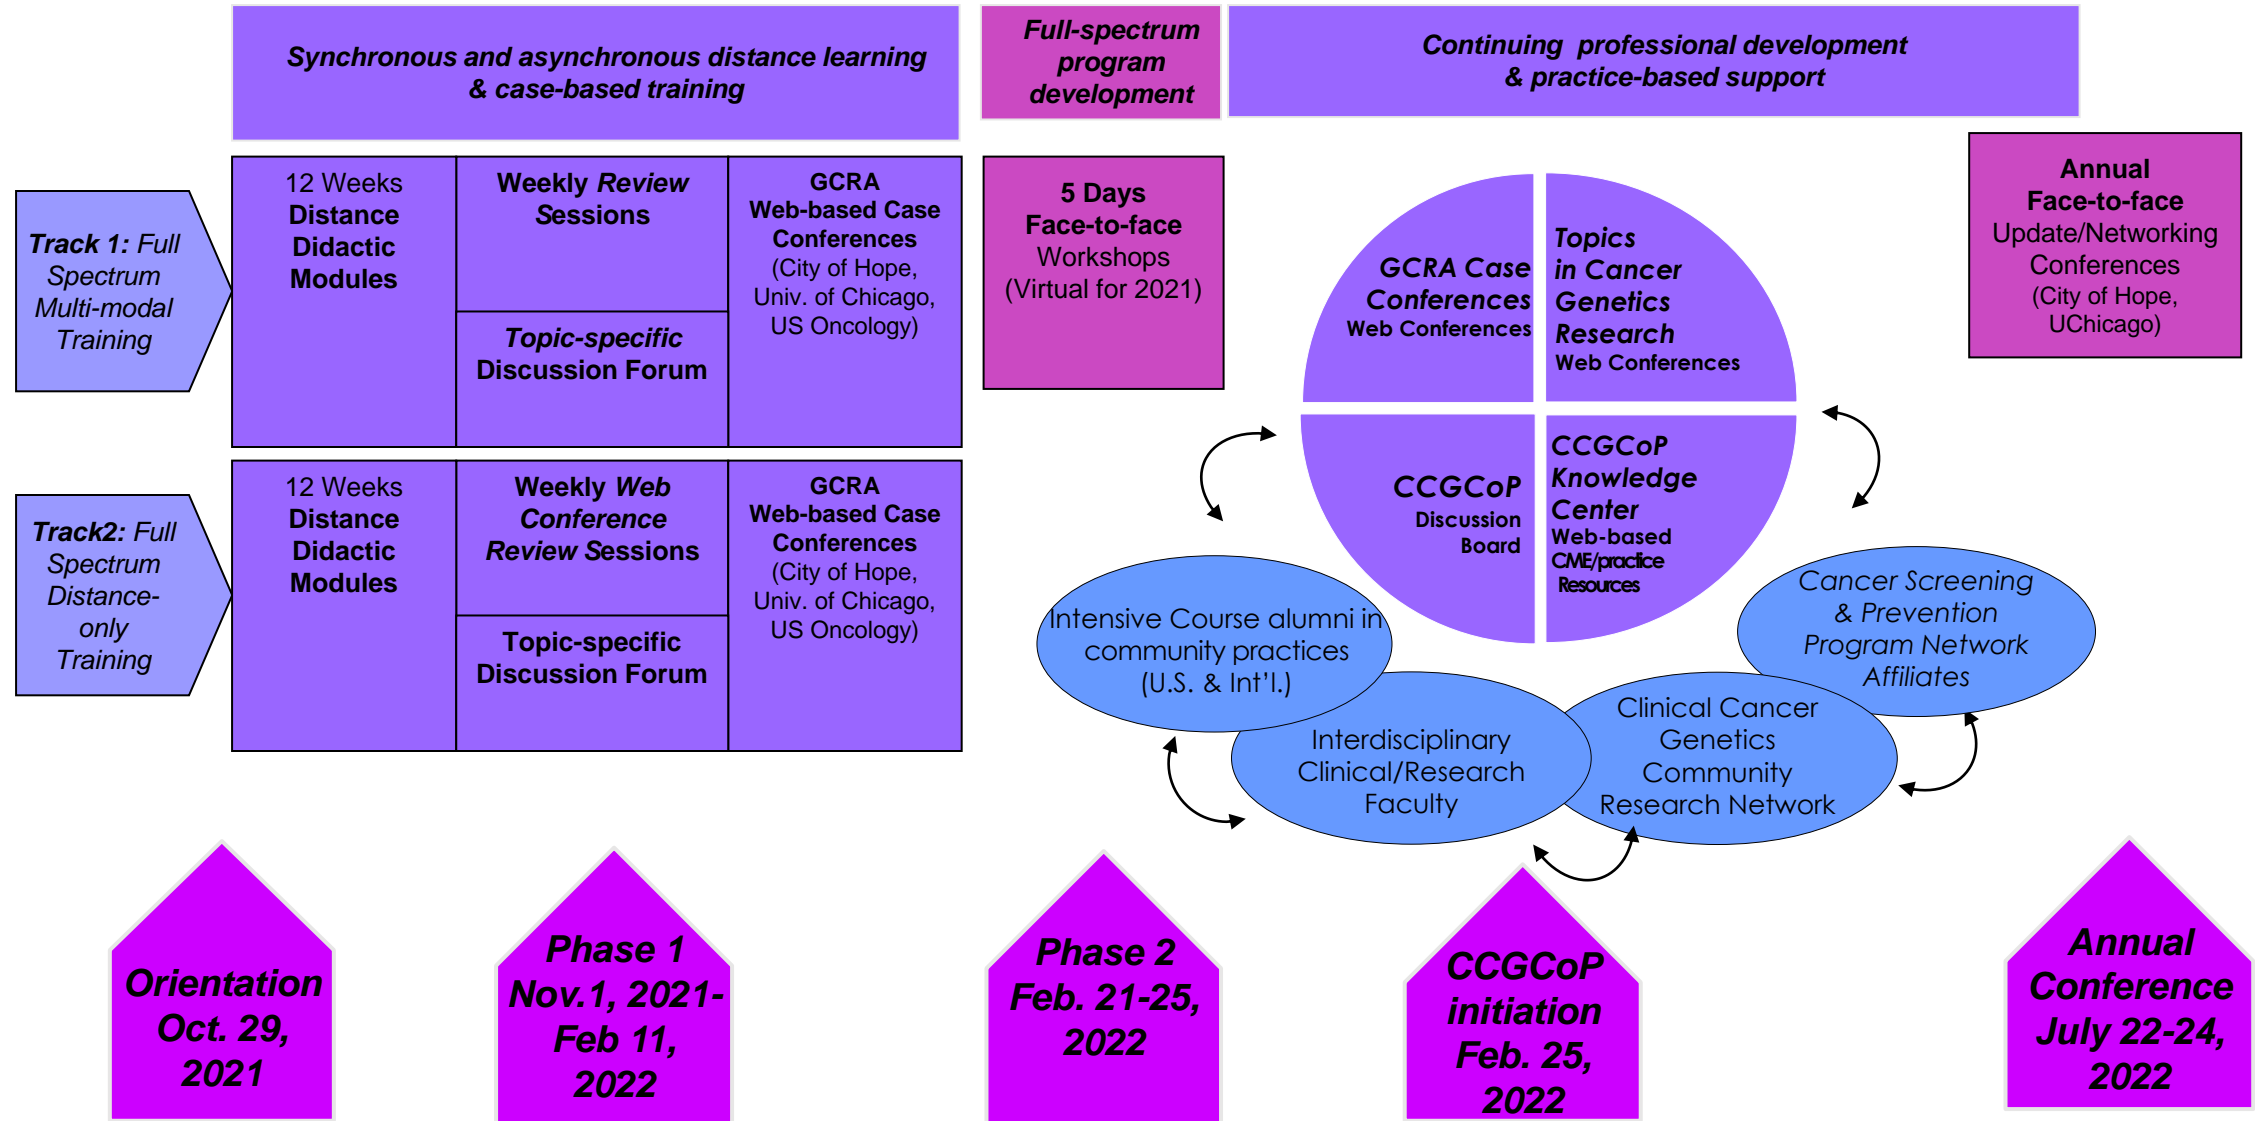 Synchronous and asynchronous distance learning
& case-based training
Full-spectrum
program
development
Continuing professional development
& practice-based support
Track 1: Full
Spectrum
Multi-modal
Training
12 Weeks
Distance
Didactic
Modules
Weekly Review
Sessions
Topic-specific
Discussion Forum
GCRA
Web-based Case
Conferences
(City of Hope,
Univ. of Chicago,
US Oncology)
5 Days
Face-to-face
Workshops
(Virtual for 2021)
GCRA Case
Conferences
Web Conferences
Topics
in Cancer
Genetics
Research
Web Conferences
Annual
Face-to-face
Update/Networking
Conferences
(City of Hope,
UChicago)
Track2: Full
Spectrum
Distance-
only
Training
12 Weeks
Distance
Didactic
Modules
Weekly Web
Conference
Review Sessions
Topic-specific
Discussion Forum
GCRA
Web-based Case
Conferences
(City of Hope,
Univ. of Chicago,
US Oncology)
CCGCoP
Discussion
Board
CCGCoP
Knowledge
Center
Web-based
CME/practice
Resources
Intensive Course alumni in
community practices
(U.S. & Int'l.)
Interdisciplinary
Clinical/Research
Faculty
Clinical Cancer
Genetics
Community
Research Network
Cancer Screening
& Prevention
Program Network
Affiliates
Orientation
Oct. 29,
2021
Phase 1
Nov.1, 2021-
Feb 11,
2022
Phase 2
Feb. 21-25,
2022
CCGCoP
initiation
Feb. 25,
2022
Annual
Conference
July 22-24,
2022